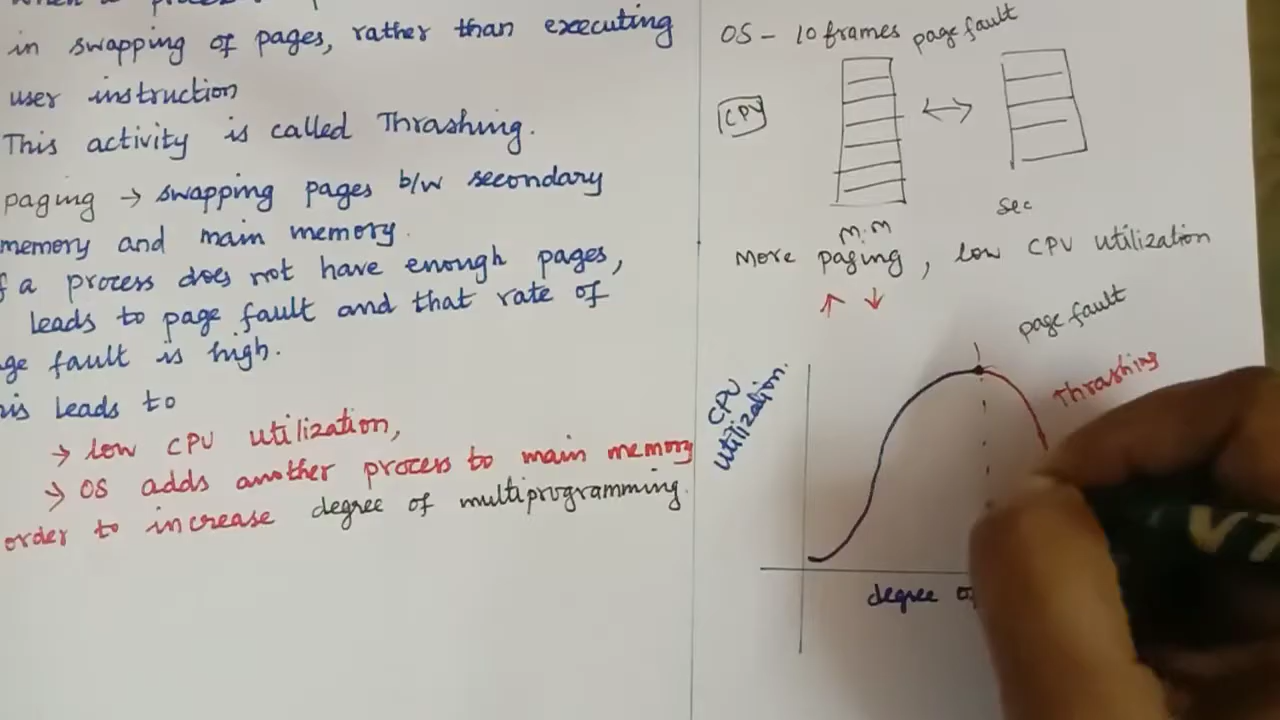 when a process
in swapping of pages, rather than executing
user instruction
This activity is called Thrashing.
paging → swapping pages b/w secondary
memory and main memory.
f a process does not have enough pages,
leads to page fault and that rate of
ge fault is high.
is leads to
→ low CPU utilization,
→ OS adds another process to main memory
order to increase degree of multiprogramming.
OS - 10 frames page fault
CPU
M.M
sec
More paging, low CPU utilization
↑ ↓
page fault
Thrashing
CPU
utilization.
degree of